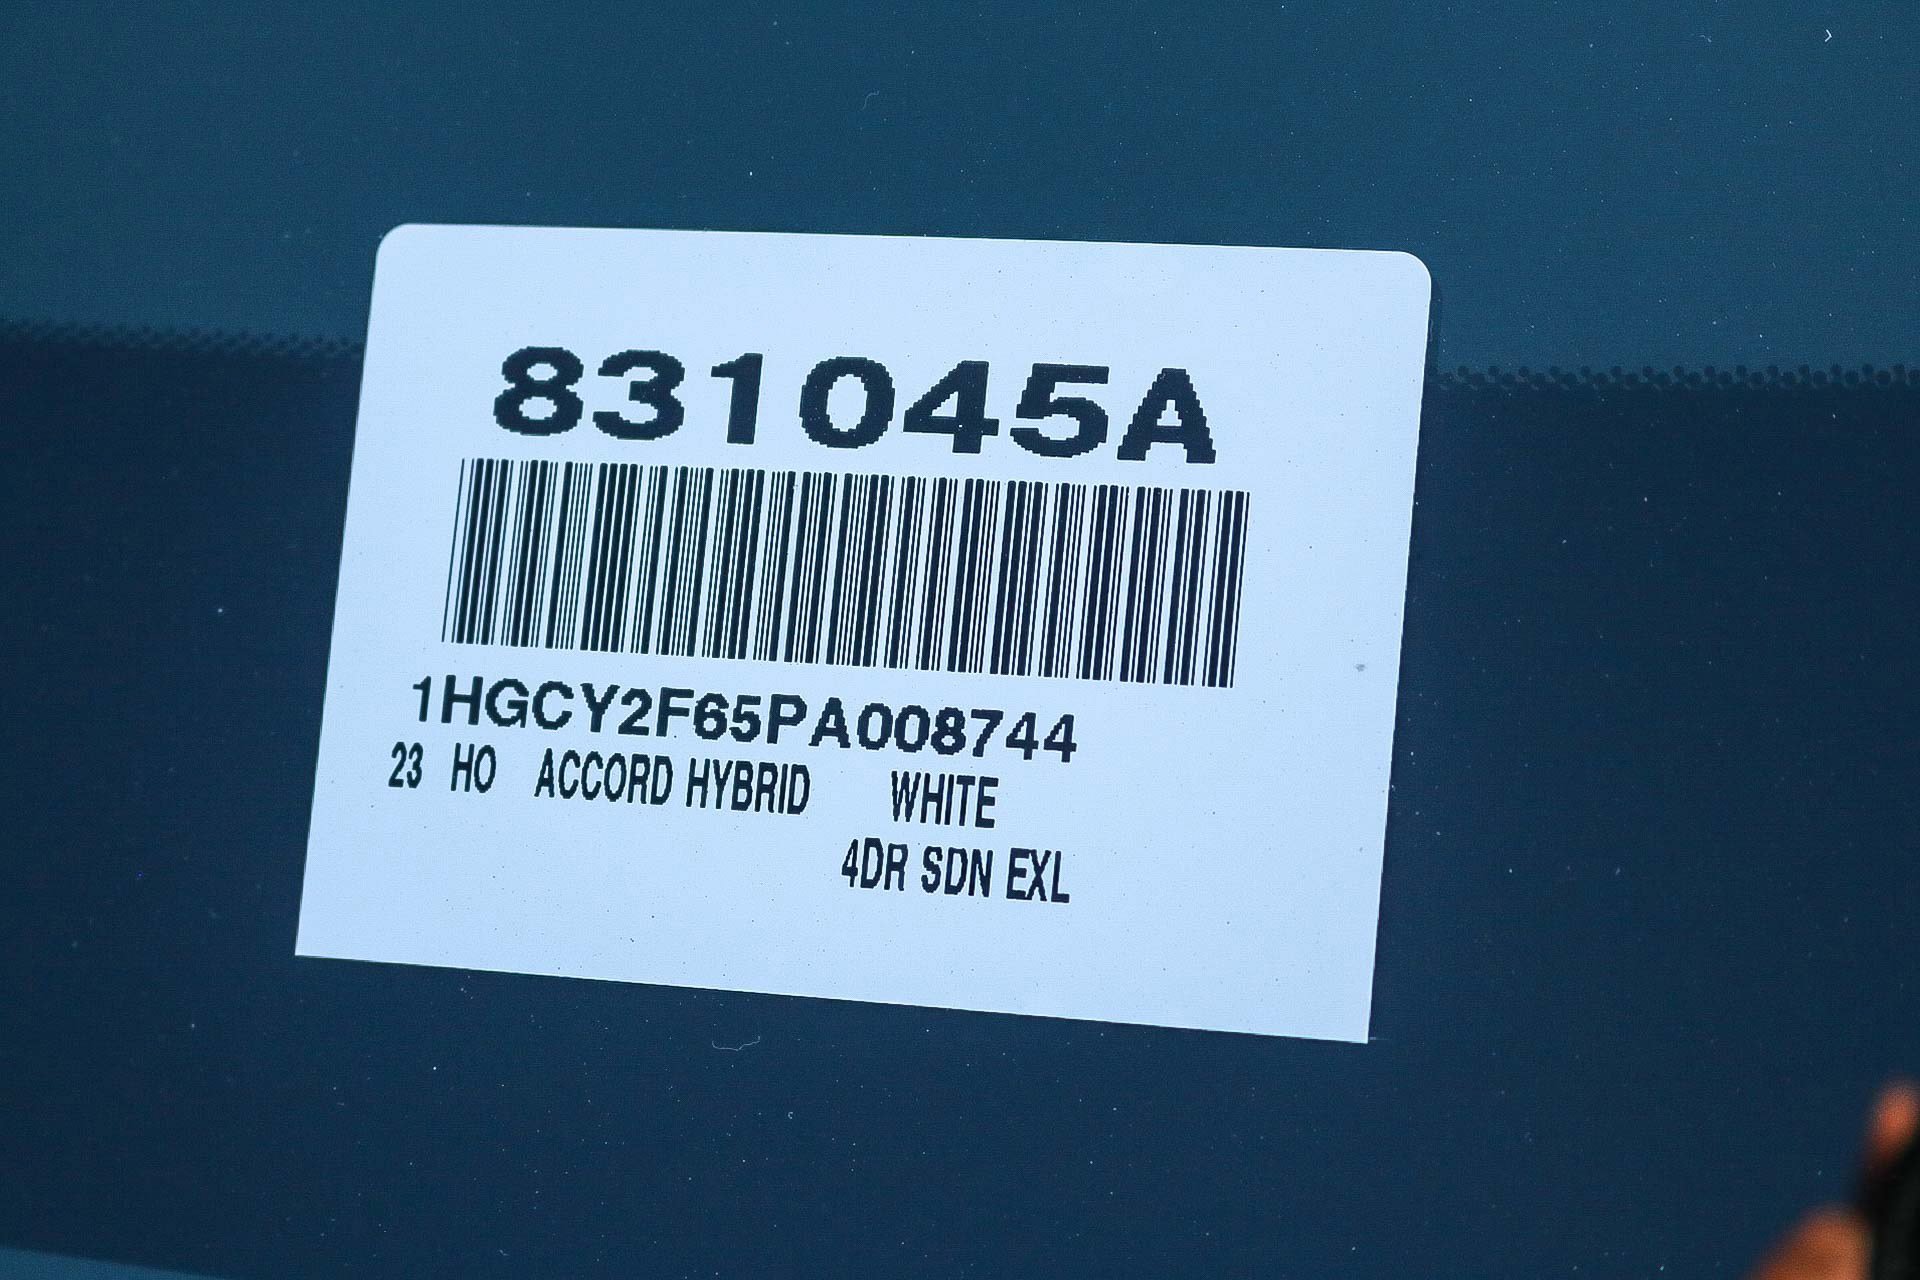 831045A
1HGCY2F65PA008744
23 HO ACCORD HYBRID WHITE
4DR SDN EXL